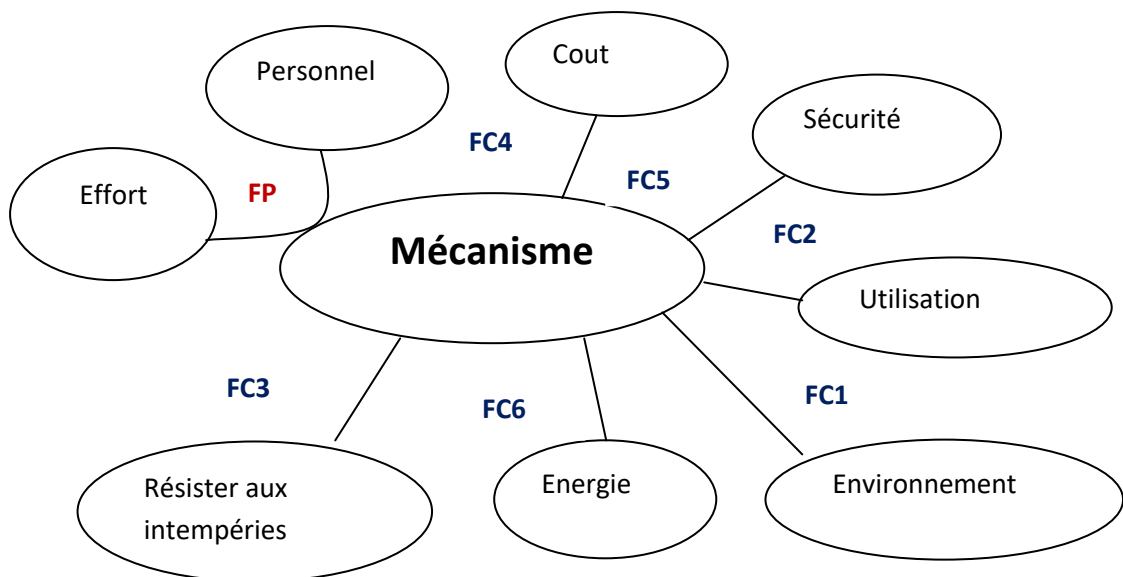 Cout
Personnel
Sécurité
FC4
FC5
Effort
FP
FC2
Mécanisme
Utilisation
FC3
FC6
FC1
Résister aux
intempéries
Energie
Environnement